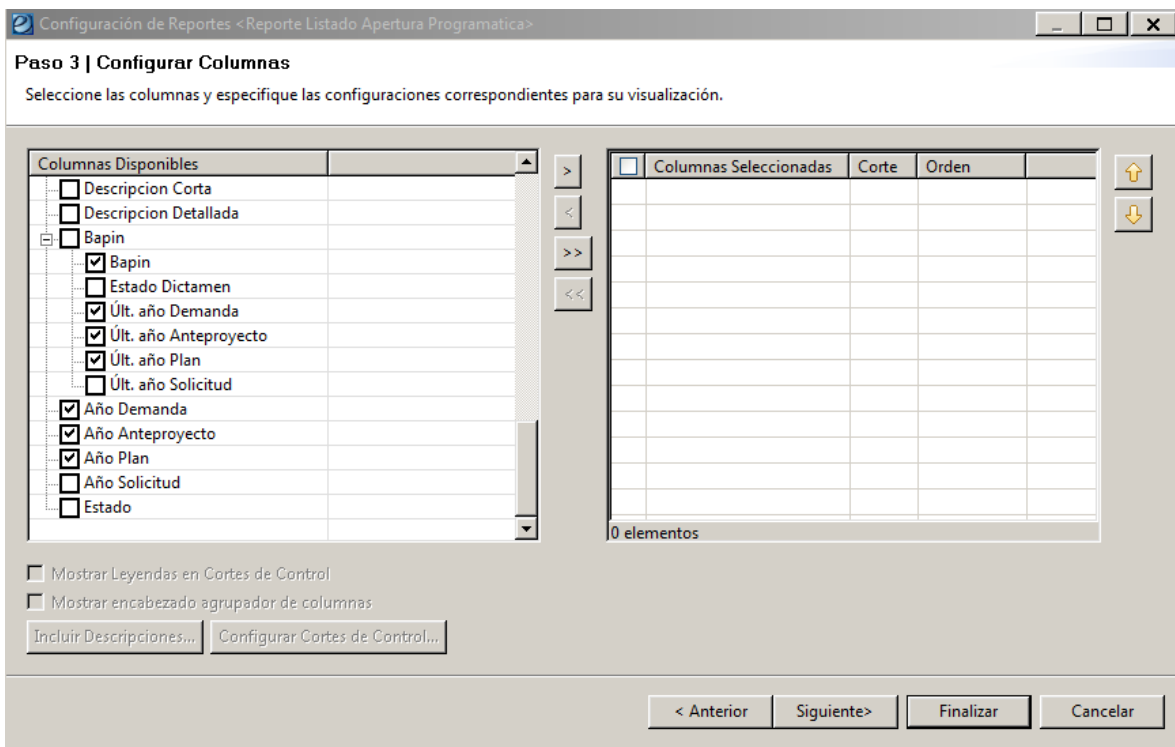 Configuración de Reportes <Reporte Listado Apertura Programatica>
Paso 3 | Configurar Columnas
Seleccione las columnas y especifique las configuraciones correspondientes para su visualización.
Columnas Disponibles
Descripcion Corta
Descripcion Detallada
Bapin
Bapin
Estado Dictamen
Últ. año Demanda
Últ. año Anteproyecto
Últ. año Plan
Últ. año Solicitud
Año Demanda
Año Anteproyecto
Año Plan
Año Solicitud
Estado
>
<
>>
<<
Columnas Seleccionadas Corte Orden
0 elementos
Mostrar Leyendas en Cortes de Control
Mostrar encabezado agrupador de columnas
Incluir Descripciones... Configurar Cortes de Control...
< Anterior Siguiente> Finalizar Cancelar